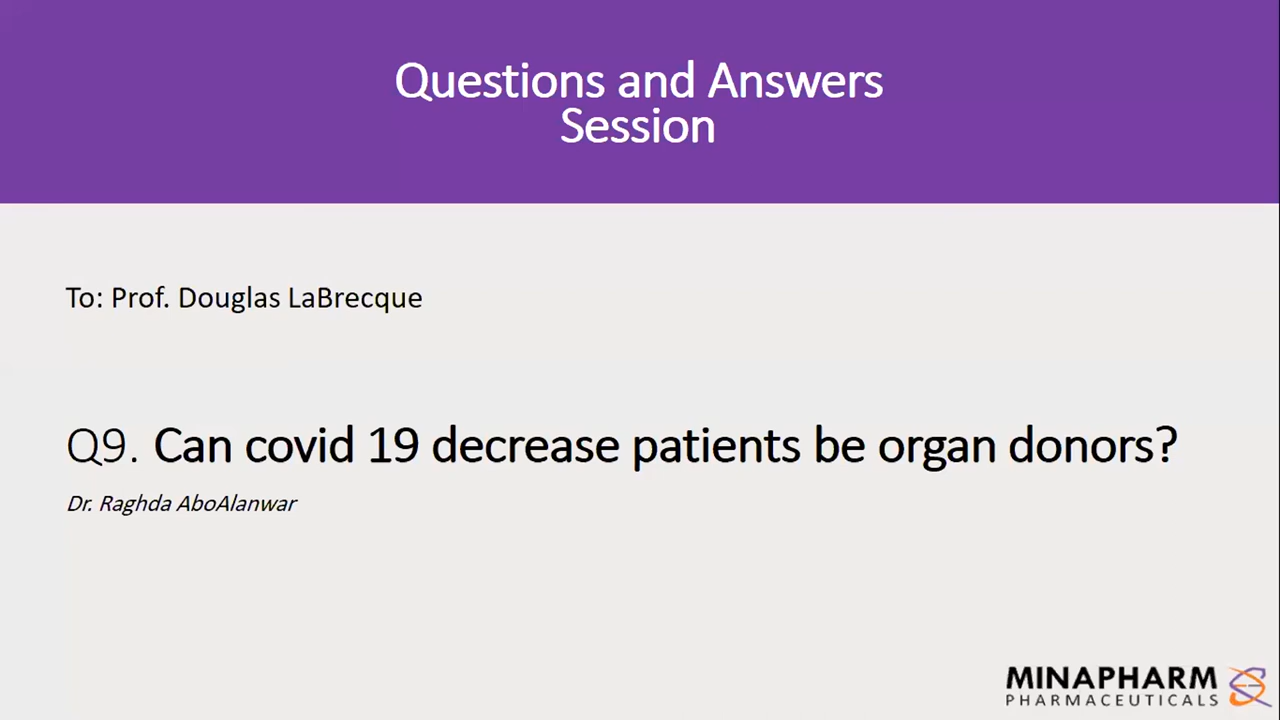 Questions and Answers
Session
To: Prof. Douglas LaBrecque
Q9. Can covid 19 decrease patients be organ donors?
Dr. Raghda AboAlanwar
MINAPHARM
PHARMACEUTICALS